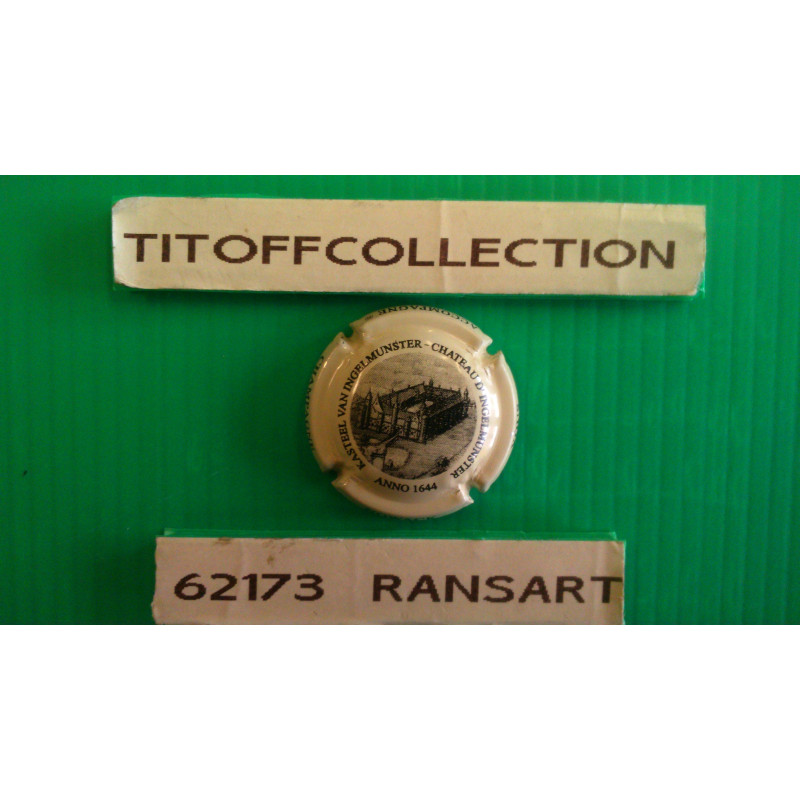 TITOFFCOLLECTION
KASTEEL VAN INGELMUNSTER - CHATEAU D'INGELMUNSTER
ANNO 1644
62173 RANSART